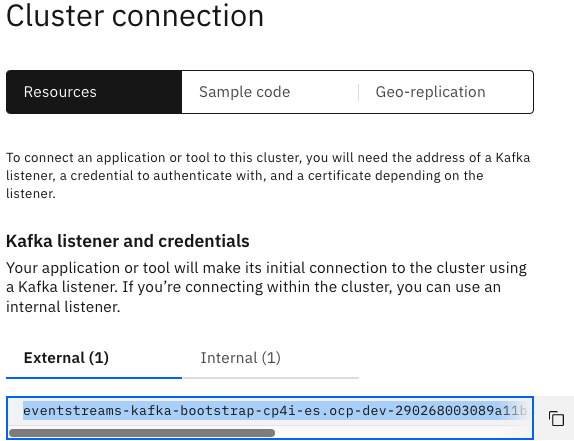 Cluster connection
Resources
Sample code
Geo-replication
To connect an application or tool to this cluster, you will need the address of a Kafka
listener, a credential to authenticate with, and a certificate depending on the
listener.
Kafka listener and credentials
Your application or tool will make its initial connection to the cluster using
a Kafka listener. If you’re connecting within the cluster, you can use an
internal listener.
External (1)
Internal (1)
eventstreams-kafka-bootstrap-cp4i-es.ocp-dev-290268003089a11b